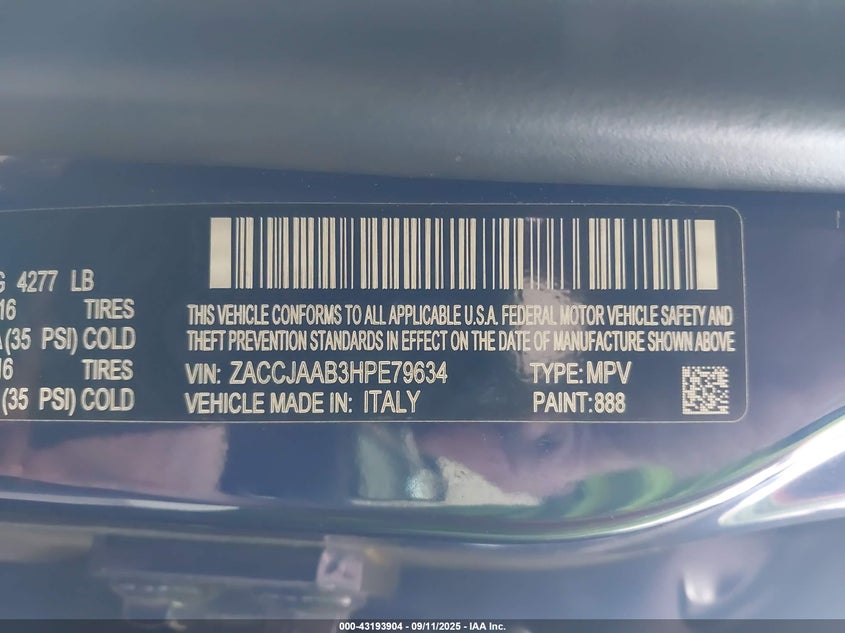 G 4277 LB
16 TIRES
(35 PSI) COLD
16 TIRES
(35 PSI) COLD
THIS VEHICLE CONFORMS TO ALL APPLICABLE U.S.A. FEDERAL MOTOR VEHICLE SAFETY AND
THEFT PREVENTION STANDARDS IN EFFECT ON THE DATE OF MANUFACTURE SHOWN ABOVE
VIN: ZACCJAAB3HPE79634 TYPE: MPV
VEHICLE MADE IN: ITALY PAINT: 888
000-43193904 - 09/11/2025 - IAA Inc.